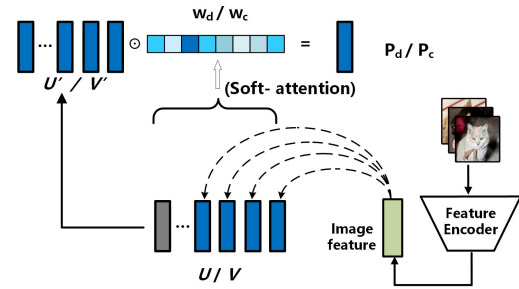 w_d / w_c
... ⊙ = P_d / P_c
U' / V'
(Soft- attention)
...
Image
feature
Feature
Encoder
U / V